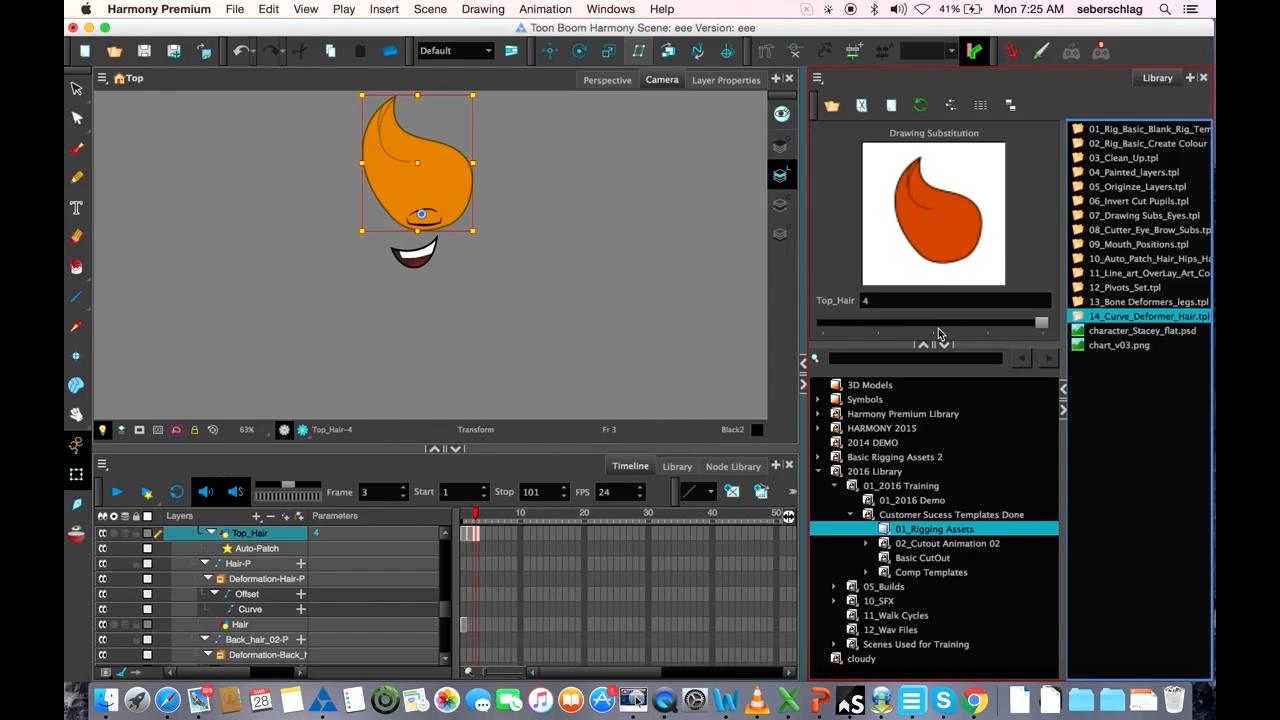 Harmony Premium File Edit View Play Insert Scene Drawing Animation Windows Help 41% Mon 7:25 AM seberschlag
Toon Boom Harmony Scene: eee Version: eee
Default
Top Perspective Camera Layer Properties
Library
Drawing Substitution
Top_Hair 4
01_Rig_Basic_Blank_Rig_Tem
02_Rig_Basic_Create Colour
03_Clean_Up.tpl
04_Painted_layers.tpl
05_Originze_Layers.tpl
06_Invert Cut Pupils.tpl
07_Drawing Subs_Eyes.tpl
08_Cutter_Eye_Brow_Subs.tp
09_Mouth_Positions.tpl
10_Auto_Patch_Hair_Hips_Ha
11_Line_art_OverLay_Art_Co
12_Pivots_Set.tpl
13_Bone Deformers_legs.tpl
14_Curve_Deformer_Hair.tpl
character_Stacey_flat.psd
chart_v03.png
3D Models
Symbols
Harmony Premium Library
HARMONY 2015
2014 DEMO
Basic Rigging Assets 2
2016 Library
01_2016 Training
01_2016 Demo
Customer Sucess Templates Done
01_Rigging Assets
02_Cutout Animation 02
Basic CutOut
Comp Templates
05_Builds
10_SFX
11_Walk Cycles
12_Wav Files
Scenes Used for Training
cloudy
63% Top_Hair-4 Transform Fr 3 Black2
Timeline Library Node Library
Frame 3 Start 1 Stop 101 FPS 24
Layers Parameters 10 20 30 40 50
Top_Hair 4
Auto-Patch
Hair-P
Deformation-Hair-P
Offset
Curve
Hair
Back_hair_02-P
Deformation-Back_h